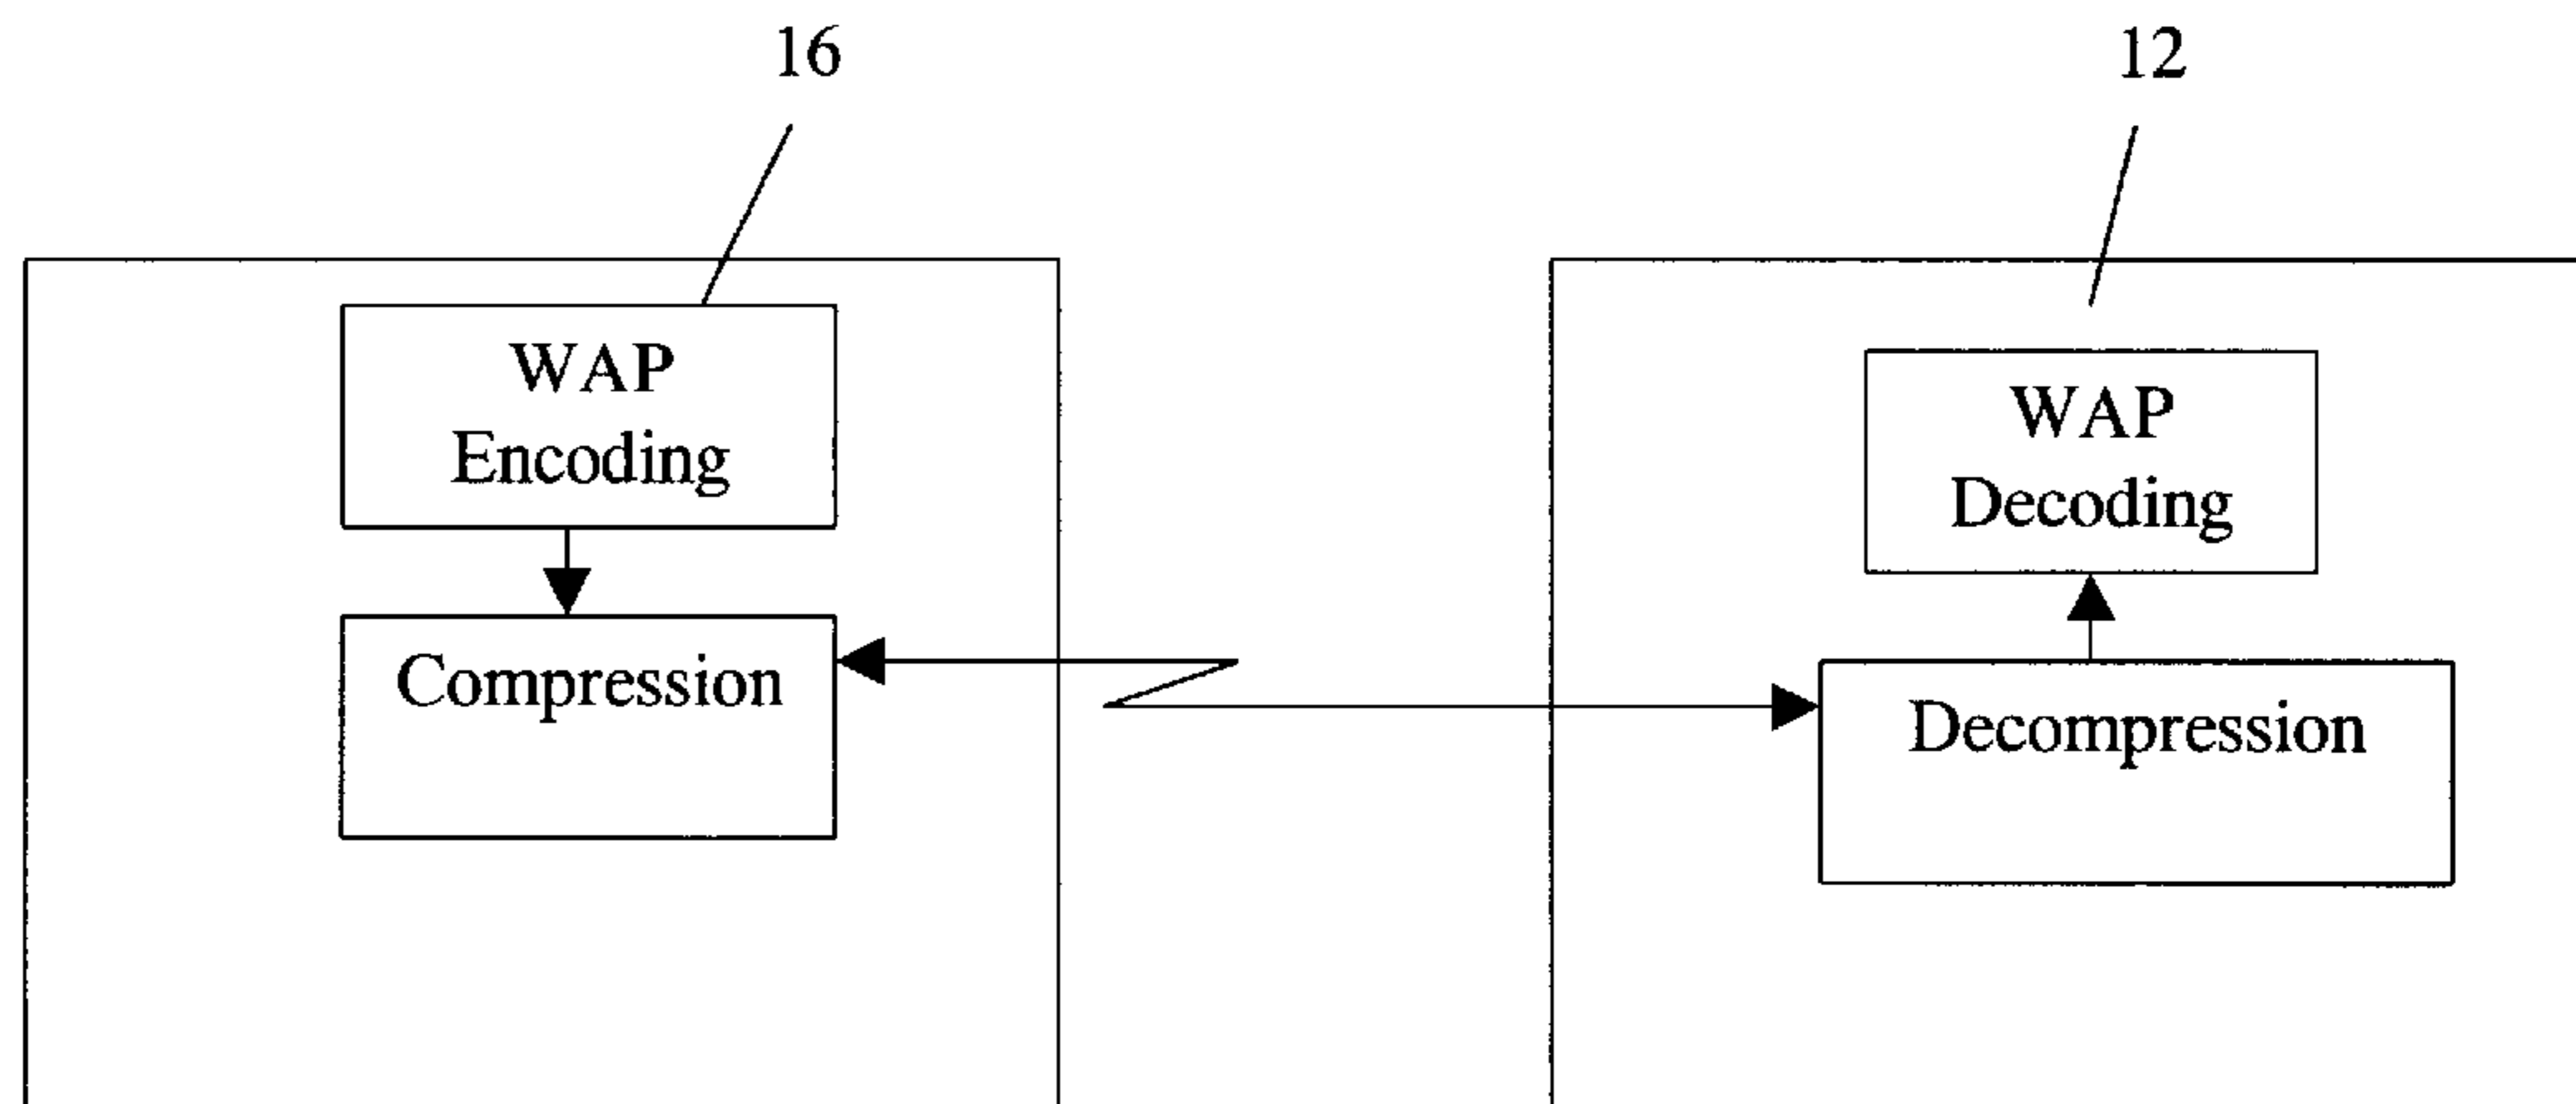 16
12
WAP
Encoding
Compression
WAP
Decoding
Decompression